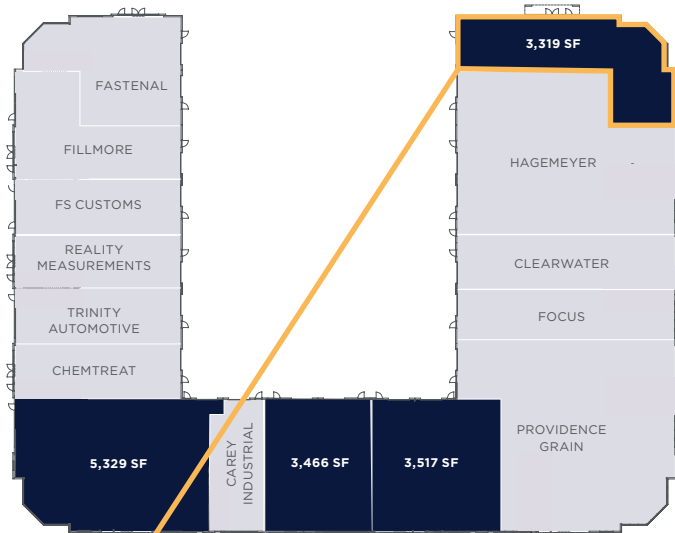 3,319 SF
FASTENAL
FILLMORE
HAGEMEYER -
FS CUSTOMS
REALITY
MEASUREMENTS
CLEARWATER
TRINITY
AUTOMOTIVE
FOCUS
CHEMTREAT
PROVIDENCE
GRAIN
5,329 SF
CAREY
INDUSTRIAL
3,466 SF
3,517 SF